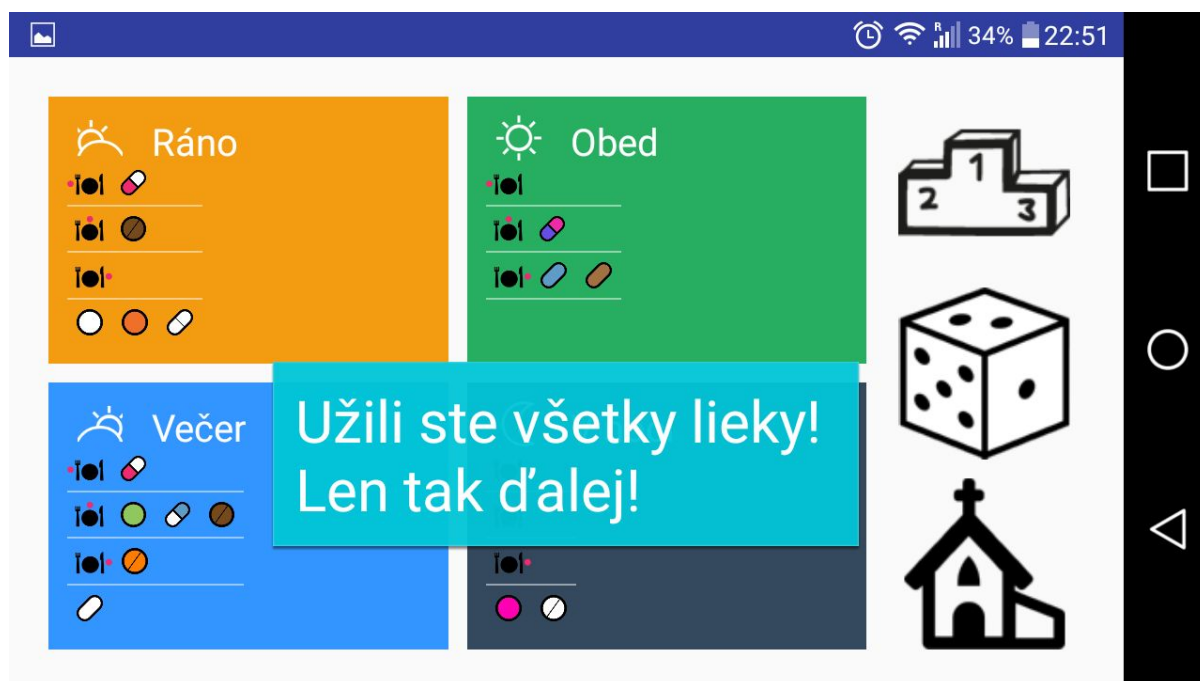 R 34% 22:51
Ráno
Obed
1
2
3
Večer
Užili ste všetky lieky!
Len tak ďalej!